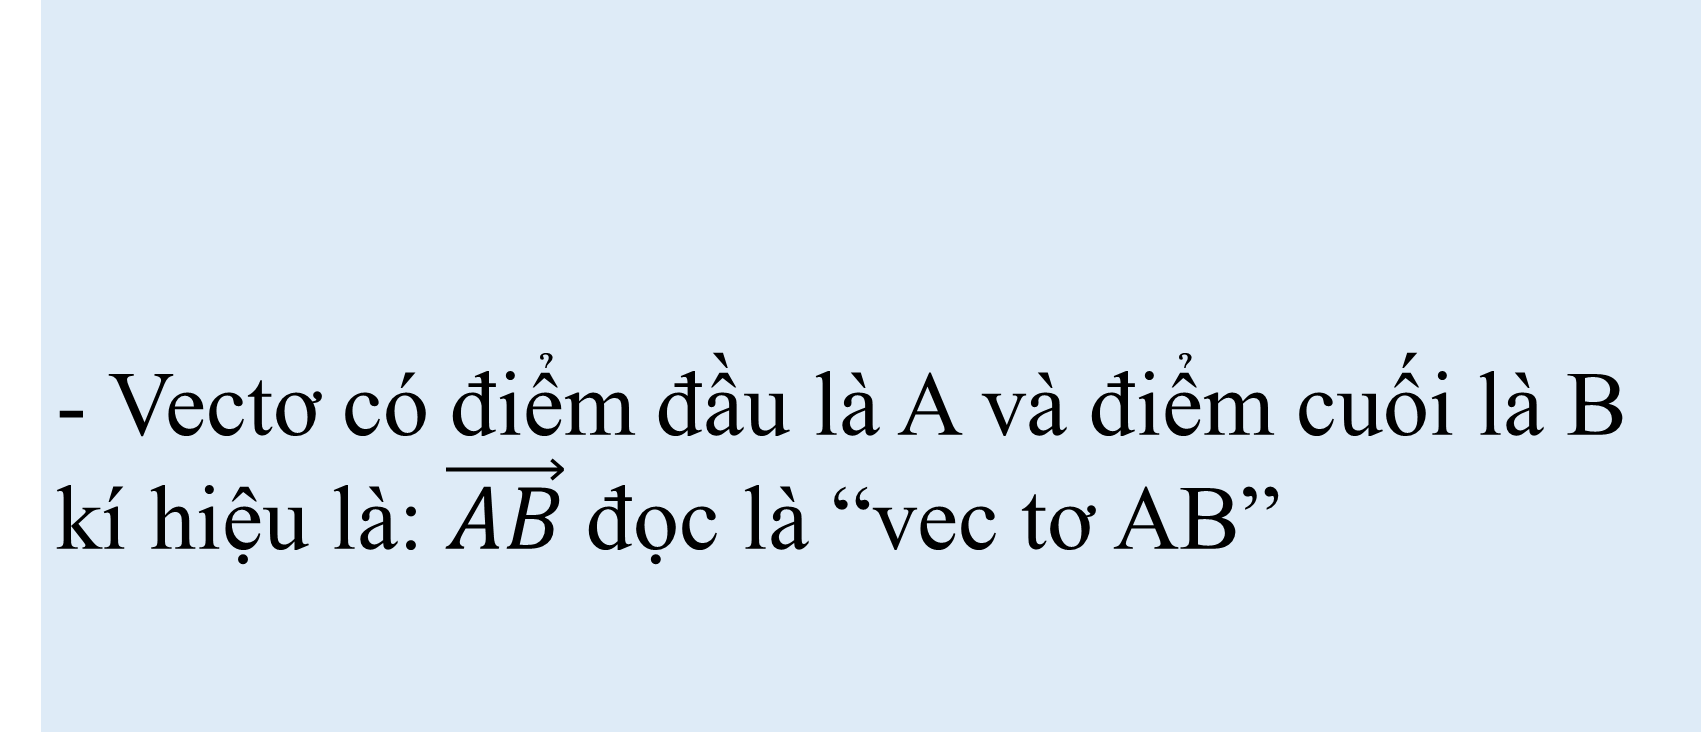 - Vectơ có điểm đầu là A và điểm cuối là B
kí hiệu là: $\overrightarrow{AB}$ đọc là “vec tơ AB”